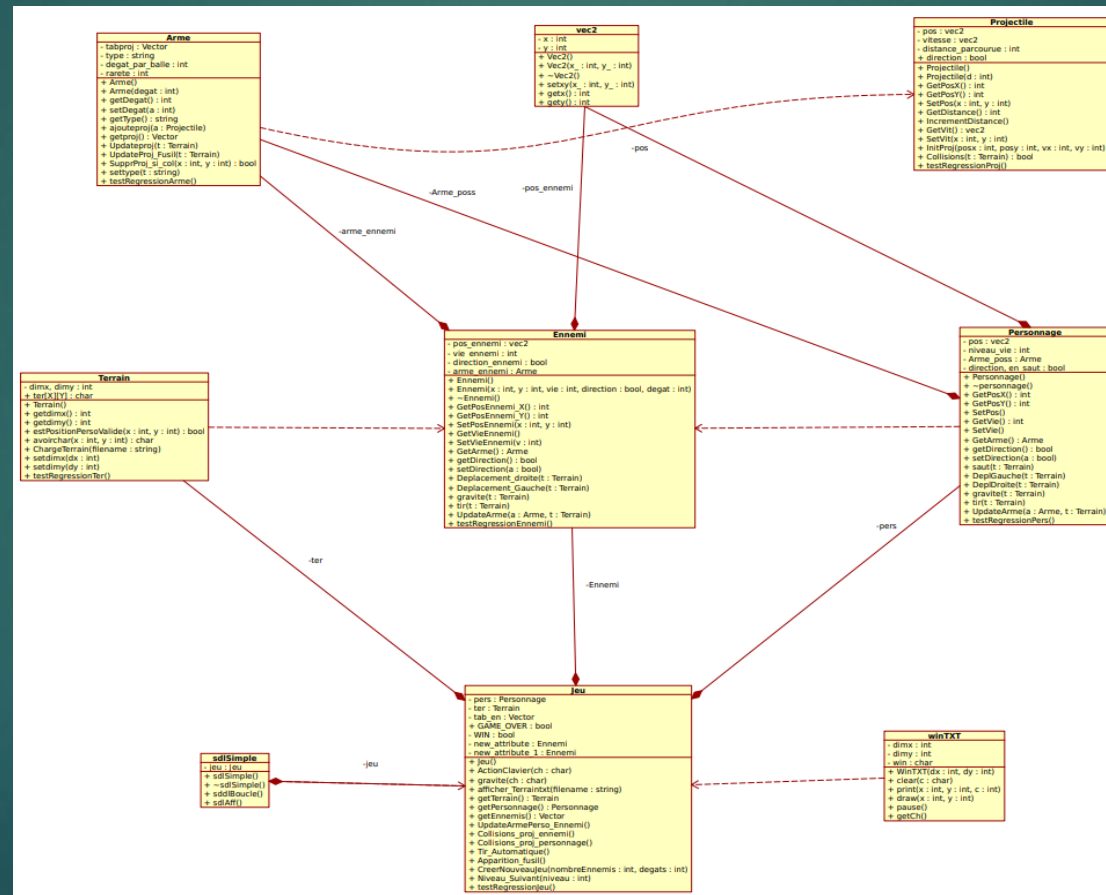 Arme
- tabproj : Vector
- type : string
- degat_par_balle : int
- rarete : int
+ Arme()
+ Arme(degat : int)
+ getDegat() : int
+ setDegat(a : int)
+ getType() : string
+ ajouteproj(a : Projectile)
+ getproj() : Vector
+ Updateproj(t : Terrain)
+ UpdateProj_Fusil(t : Terrain)
+ SupprProj_si_col(x : int, y : int) : bool
+ settype(t : string)
+ testRegressionArme()
vec2
- x : int
- y : int
+ Vec2()
+ Vec2(x_ : int, y_ : int)
+ ~Vec2()
+ setxy(x_ : int, y_ : int)
+ getx() : int
+ gety() : int
Projectile
- pos : vec2
- vitesse : vec2
- distance_parcourue : int
+ direction : bool
+ Projectile()
+ Projectile(d : int)
+ GetPosX() : int
+ GetPosY() : int
+ SetPos(x : int, y : int)
+ GetDistance() : int
+ IncrementDistance()
+ GetVit() : vec2
+ SetVit(x : int, y : int)
+ InitProj(posx : int, posy : int, vx : int, vy : int)
+ Collisions(t : Terrain) : bool
+ testRegressionProj()
-pos
-pos_ennemi
-Arme_poss
-arme_ennemi
Ennemi
- pos_ennemi : vec2
- vie_ennemi : int
- direction_ennemi : bool
- arme_ennemi : Arme
+ Ennemi()
+ Ennemi(x : int, y : int, vie : int, direction : bool, degat : int)
+ ~Ennemi()
+ GetPosEnnemi_X() : int
+ GetPosEnnemi_Y() : int
+ SetPosEnnemi(x : int, y : int)
+ GetVieEnnemi()
+ SetVieEnnemi(v : int)
+ GetArme() : Arme
+ getDirection() : bool
+ setDirection(a : bool)
+ Deplacement_droite(t : Terrain)
+ Deplacement_Gauche(t : Terrain)
+ gravite(t : Terrain)
+ tir(t : Terrain)
+ UpdateArme(a : Arme, t : Terrain)
+ testRegressionEnnemi()
Personnage
- pos : vec2
- niveau_vie : int
- Arme_poss : Arme
- direction, en_saut : bool
+ Personnage()
+ ~personnage()
+ GetPosX() : int
+ GetPosY() : int
+ SetPos()
+ GetVie() : int
+ SetVie()
+ GetArme() : Arme
+ getDirection() : bool
+ setDirection(a : bool)
+ saut(t : Terrain)
+ DeplGauche(t : Terrain)
+ DeplDroite(t : Terrain)
+ gravite(t : Terrain)
+ tir(t : Terrain)
+ UpdateArme(a : Arme, t : Terrain)
+ testRegressionPers()
Terrain
- dimx, dimy : int
+ ter[X][Y] : char
+ Terrain()
+ getdimx() : int
+ getdimy() : int
+ estPositionPersoValide(x : int, y : int) : bool
+ avoirchar(x : int, y : int) : char
+ ChargeTerrain(filename : string)
+ setdimx(dx : int)
+ setdimy(dy : int)
+ testRegressionTer()
-ter
-Ennemi
-pers
Jeu
- pers : Personnage
- ter : Terrain
- tab_en : Vector
+ GAME_OVER : bool
- WIN : bool
- new_attribute : Ennemi
- new_attribute_1 : Ennemi
+ Jeu()
+ ActionClavier(ch : char)
+ gravite(ch : char)
+ afficher_Terraintxt(filename : string)
+ getTerrain() : Terrain
+ getPersonnage() : Personnage
+ getEnnemis() : Vector
+ UpdateArmePerso_Ennemi()
+ Collisions_proj_ennemi()
+ Collisions_proj_personnage()
+ Tir_Automatique()
+ Apparition_fusil()
+ CreerNouveauJeu(nombreEnnemis : int, degats : int)
+ Niveau_Suivant(niveau : int)
+ testRegressionJeu()
sdlSimple
- jeu : Jeu
+ sdlSimple()
+ ~sdlSimple()
+ sddlBoucle()
+ sdlAff()
-jeu
winTXT
- dimx : int
- dimy : int
- win : char
+ WinTXT(dx : int, dy : int)
+ clear(c : char)
+ print(x : int, y : int, c : int)
+ draw(x : int, y : int)
+ pause()
+ getCh()